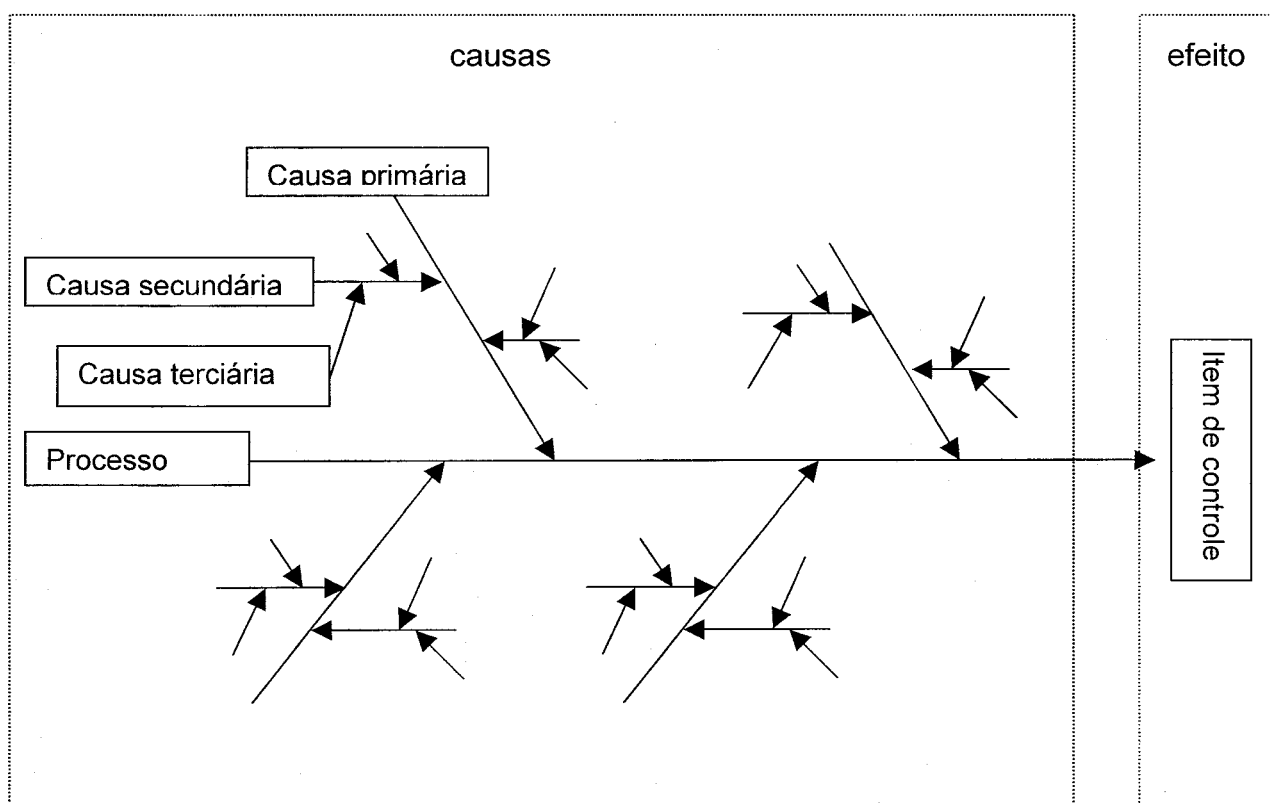 causas
efeito
Causa primária
Causa secundária
Causa terciária
Processo
Item de controle